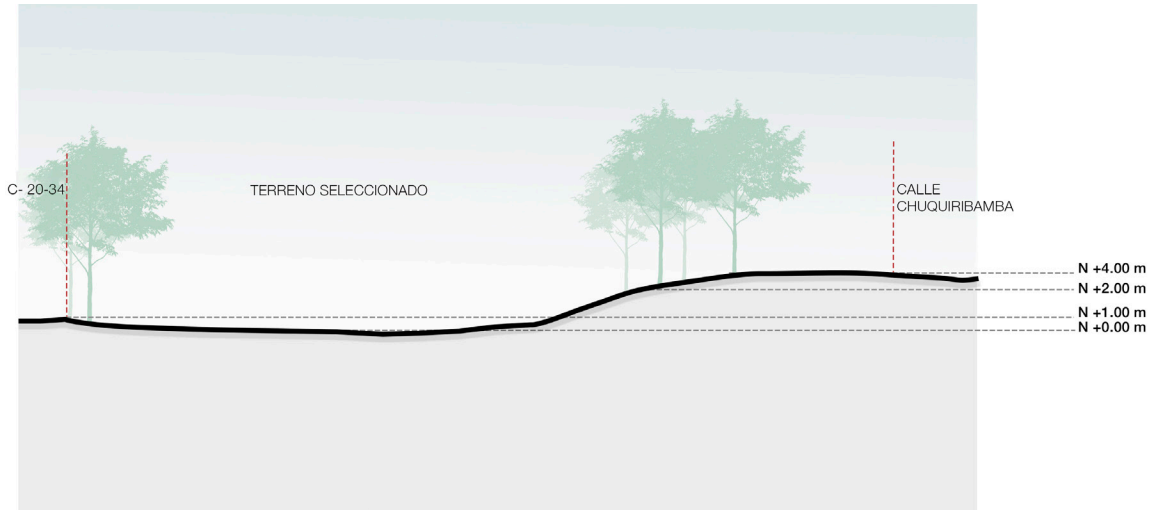 C- 20-34
TERRENO SELECCIONADO
CALLE
CHUQUIRIBAMBA
N +4.00 m
N +2.00 m
N +1.00 m
N +0.00 m